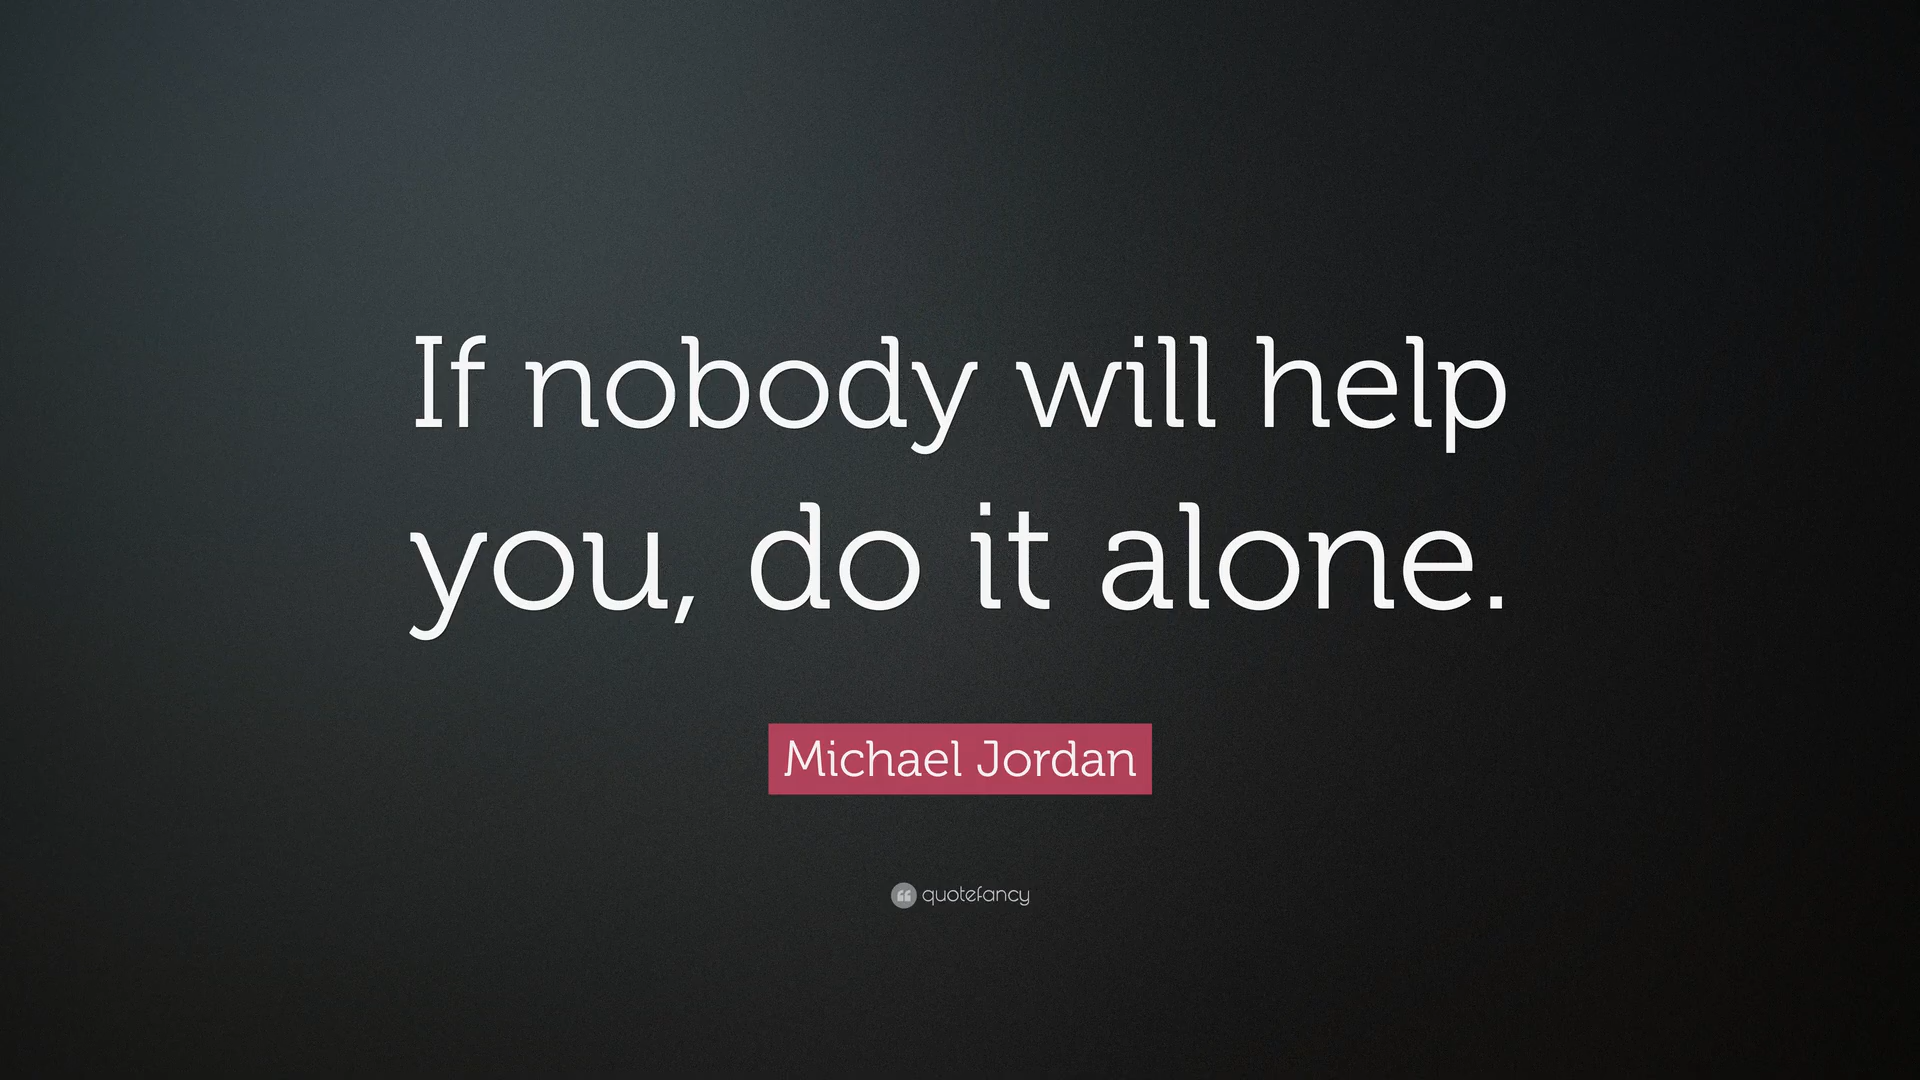 If nobody will help
you, do it alone.
Michael Jordan
quotefancy